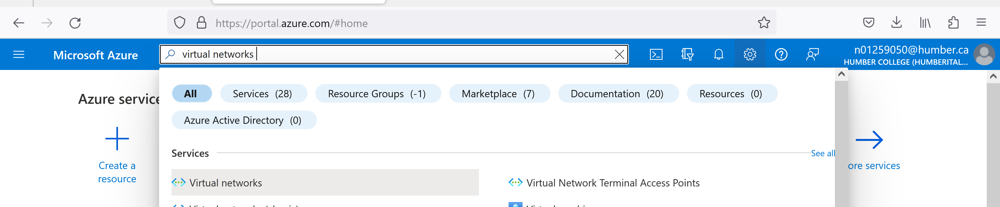 https://portal.azure.com/#home
Microsoft Azure
virtual networks
n01259050@humber.ca
HUMBER COLLEGE (HUMBERITAL...
Azure service
All
Services (28)
Resource Groups (-1)
Marketplace (7)
Documentation (20)
Resources (0)
Azure Active Directory (0)
Create a
resource
Services
See all
ore services
Virtual networks
Virtual Network Terminal Access Points